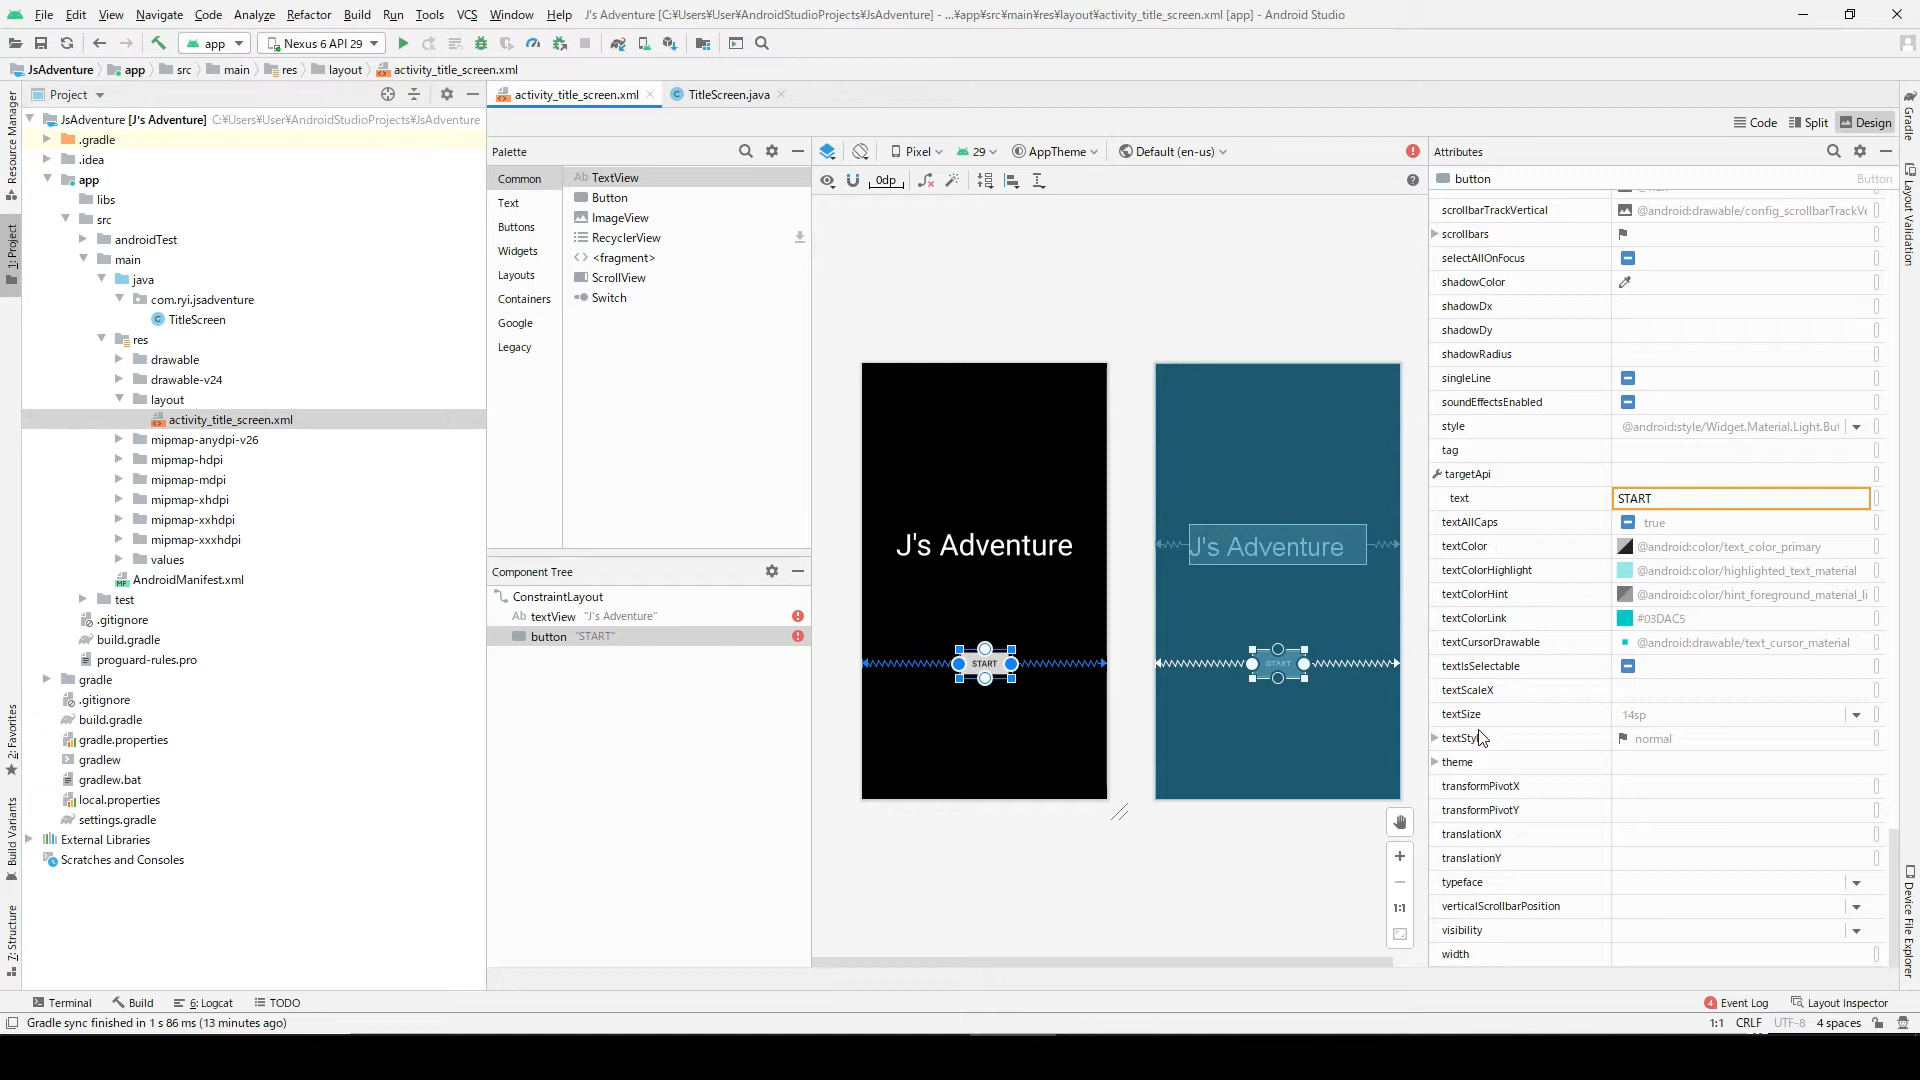 File Edit View Navigate Code Analyze Refactor Build Run Tools VCS Window Help J's Adventure [C:¥Users¥User¥AndroidStudioProjects¥JsAdventure] - ...¥app¥src¥main¥res¥layout¥activity_title_screen.xml [app] - Android Studio
app Nexus 6 API 29
JsAdventure app src main res layout activity_title_screen.xml
Project
activity_title_screen.xml TitleScreen.java
Code Split Design
Resource Manager
1: Project
2: Favorites
Build Variants
7: Structure
JsAdventure [J's Adventure] C:¥Users¥User¥AndroidStudioProjects¥JsAdventure
.gradle
.idea
app
libs
src
androidTest
main
java
com.ryi.jsadventure
TitleScreen
res
drawable
drawable-v24
layout
activity_title_screen.xml
mipmap-anydpi-v26
mipmap-hdpi
mipmap-mdpi
mipmap-xhdpi
mipmap-xxhdpi
mipmap-xxxhdpi
values
AndroidManifest.xml
test
.gitignore
build.gradle
proguard-rules.pro
gradle
.gitignore
build.gradle
gradle.properties
gradlew
gradlew.bat
local.properties
settings.gradle
External Libraries
Scratches and Consoles
Palette
Common
Text
Buttons
Widgets
Layouts
Containers
Google
Legacy
Ab TextView
Button
ImageView
RecyclerView
<fragment>
ScrollView
Switch
Component Tree
ConstraintLayout
Ab textView "J's Adventure"
button "START"
Pixel 29 AppTheme Default (en-us)
0dp
J's Adventure
START
J's Adventure
START
1:1
Attributes
button Button
scrollbarTrackVertical @android:drawable/config_scrollbarTrackVe
scrollbars
selectAllOnFocus
shadowColor
shadowDx
shadowDy
shadowRadius
singleLine
soundEffectsEnabled
style @android:style/Widget.Material.Light.But
tag
targetApi
text START
textAllCaps true
textColor @android:color/text_color_primary
textColorHighlight @android:color/highlighted_text_material
textColorHint @android:color/hint_foreground_material_li
textColorLink #03DAC5
textCursorDrawable @android:drawable/text_cursor_material
textIsSelectable
textScaleX
textSize 14sp
normal
theme
transformPivotX
transformPivotY
translationX
translationY
typeface
verticalScrollbarPosition
visibility
width
Gradle
Layout Validation
Device File Explorer
Terminal Build 6: Logcat TODO 4 Event Log Layout Inspector
Gradle sync finished in 1 s 86 ms (13 minutes ago) 1:1 CRLF UTF-8 4 spaces